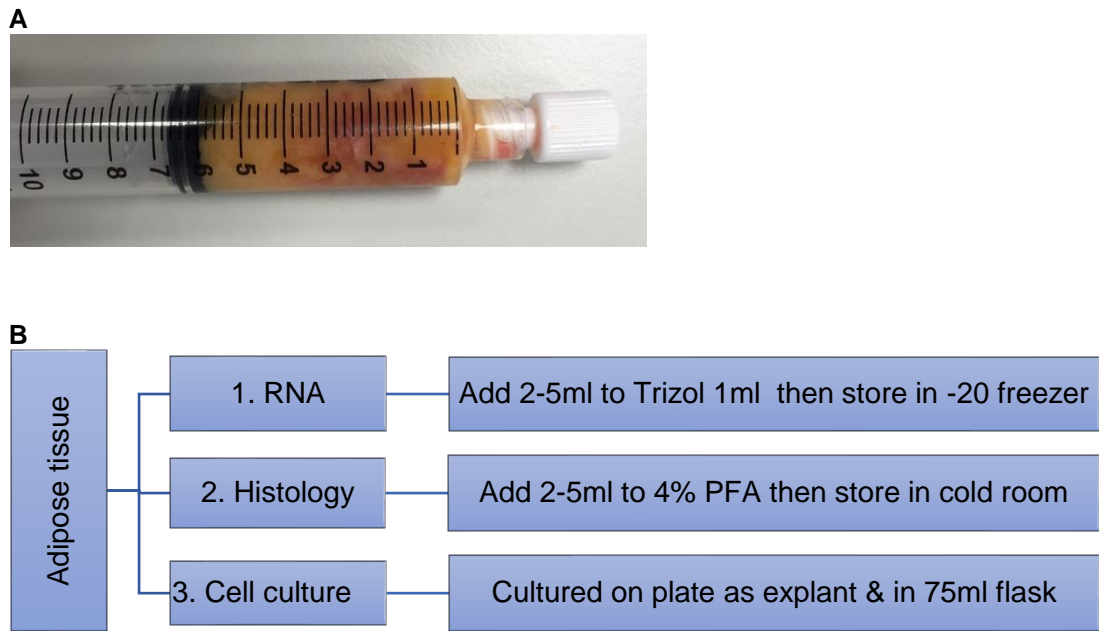 A
10 9 8 7 6 5 4 3 2 1
B
Adipose tissue
1. RNA
Add 2-5ml to Trizol 1ml then store in -20 freezer
2. Histology
Add 2-5ml to 4% PFA then store in cold room
3. Cell culture
Cultured on plate as explant & in 75ml flask